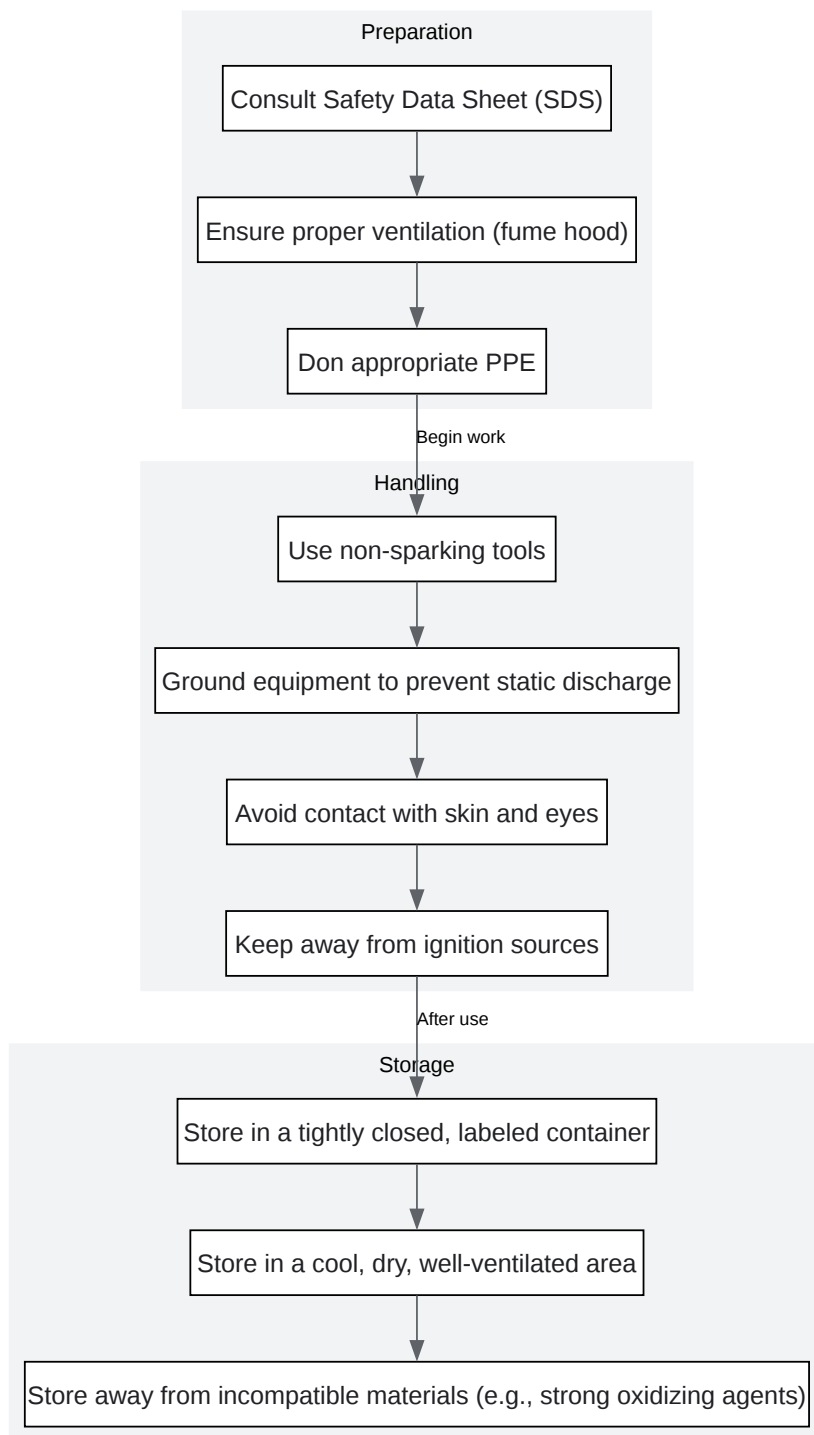 Preparation
Consult Safety Data Sheet (SDS)
Ensure proper ventilation (fume hood)
Don appropriate PPE
Begin work
Handling
Use non-sparking tools
Ground equipment to prevent static discharge
Avoid contact with skin and eyes
Keep away from ignition sources
After use
Storage
Store in a tightly closed, labeled container
Store in a cool, dry, well-ventilated area
Store away from incompatible materials (e.g., strong oxidizing agents)